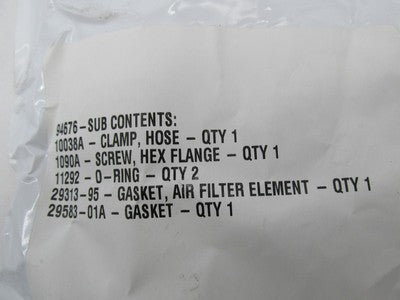 94676-SUB CONTENTS:
10038A - CLAMP, HOSE - QTY 1
1090A - SCREW, HEX FLANGE - QTY 1
11292 - O-RING - QTY 2
29313-95 - GASKET, AIR FILTER ELEMENT - QTY 1
29583-01A - GASKET - QTY 1